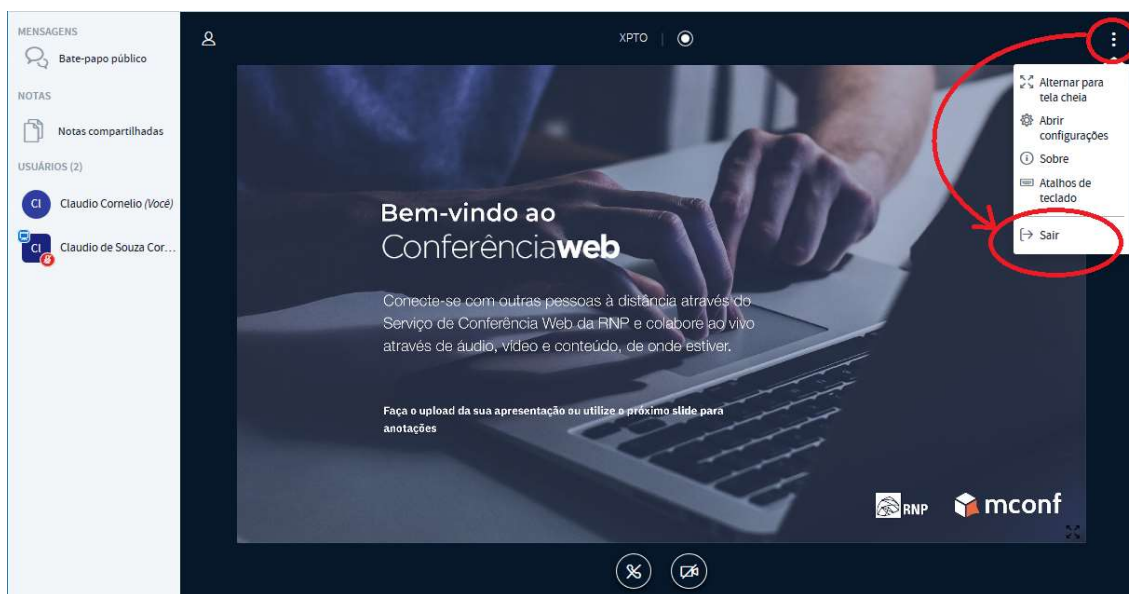 MENSAGENS
Bate-papo público
NOTAS
Notas compartilhadas
USUÁRIOS (2)
CI Claudio Cornelio (Você)
CI Claudio de Souza Cor...
XPTO |
Alternar para
tela cheia
Abrir
configurações
Sobre
Atalhos de
teclado
Sair
Bem-vindo ao
Conferênciaweb
Conecte-se com outras pessoas à distância através do
Serviço de Conferência Web da RNP e colabore ao vivo
através de áudio, vídeo e conteúdo, de onde estiver.
Faça o upload da sua apresentação ou utilize o próximo slide para
anotações
RNP mconf